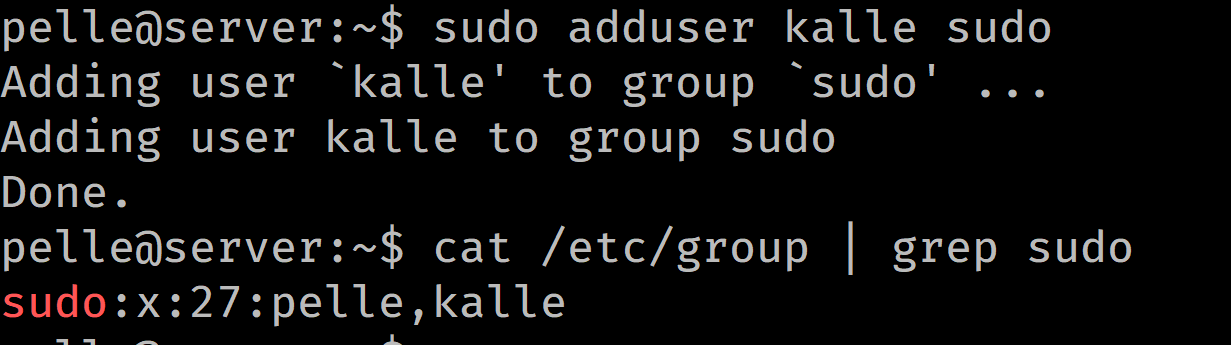 pelle@server:~$ sudo adduser kalle sudo
Adding user `kalle' to group `sudo' ...
Adding user kalle to group sudo
Done.
pelle@server:~$ cat /etc/group | grep sudo
sudo:x:27:pelle,kalle